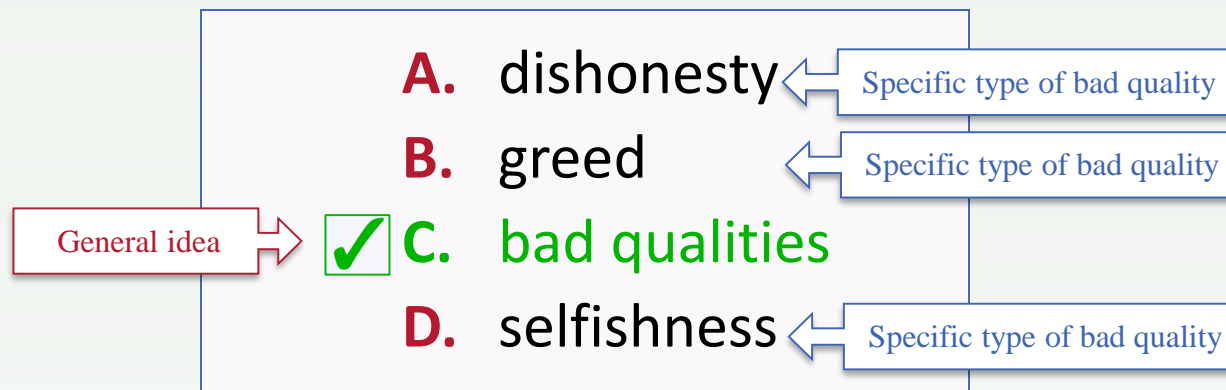 A. dishonesty Specific type of bad quality
B. greed Specific type of bad quality
General idea ✓ C. bad qualities
D. selfishness Specific type of bad quality